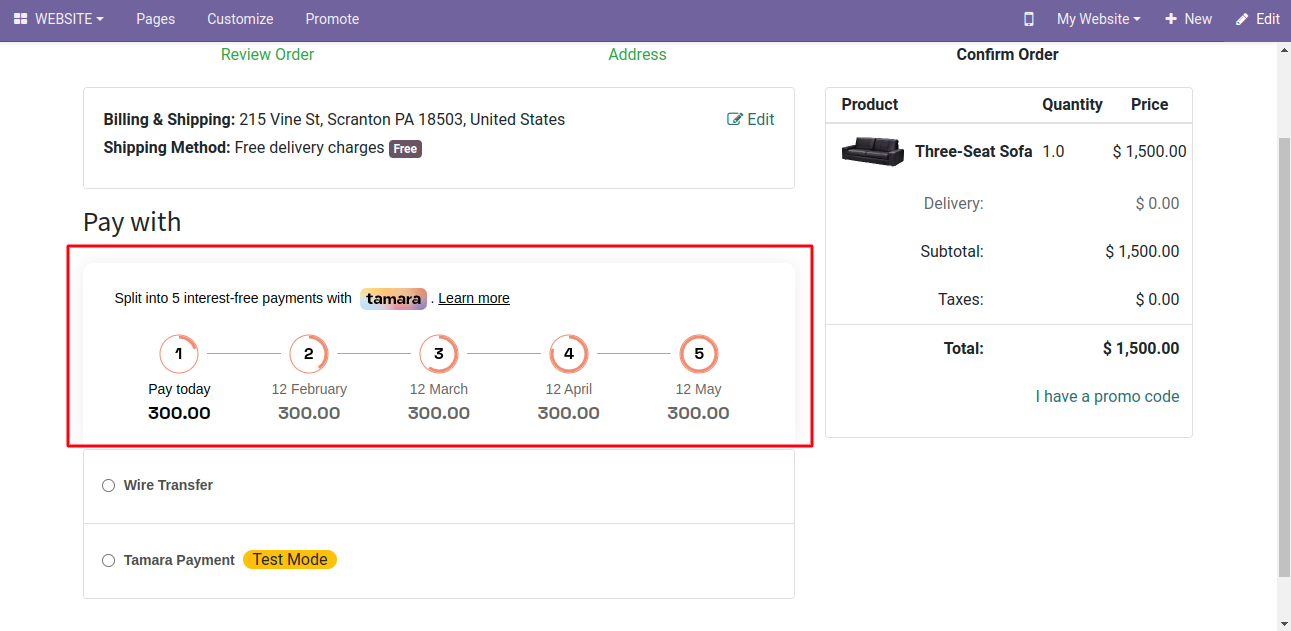 WEBSITE Pages Customize Promote My Website New Edit
Review Order Address Confirm Order
Billing & Shipping: 215 Vine St, Scranton PA 18503, United States Edit
Shipping Method: Free delivery charges Free
Pay with
Split into 5 interest-free payments with tamara . Learn more
1 2 3 4 5
Pay today 12 February 12 March 12 April 12 May
300.00 300.00 300.00 300.00 300.00
Wire Transfer
Tamara Payment Test Mode
Product Quantity Price
Three-Seat Sofa 1.0 $ 1,500.00
Delivery: $ 0.00
Subtotal: $ 1,500.00
Taxes: $ 0.00
Total: $ 1,500.00
I have a promo code